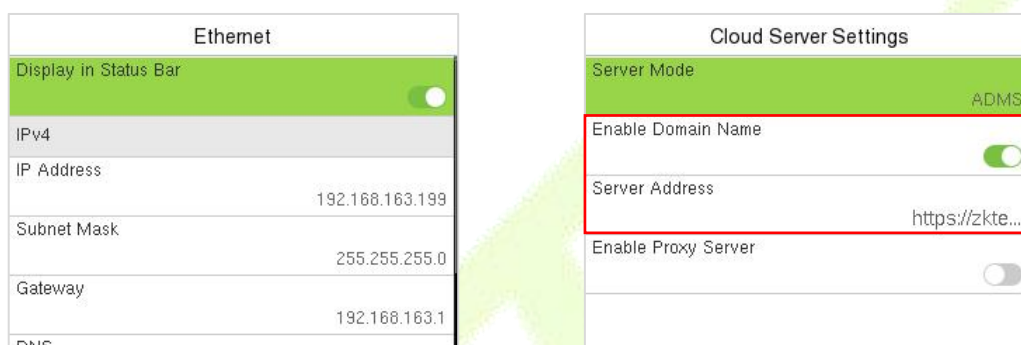 Ethernet
Display in Status Bar
IPv4
IP Address
192.168.163.199
Subnet Mask
255.255.255.0
Gateway
192.168.163.1
DNS
Cloud Server Settings
Server Mode
ADMS
Enable Domain Name
Server Address
https://zkte...
Enable Proxy Server